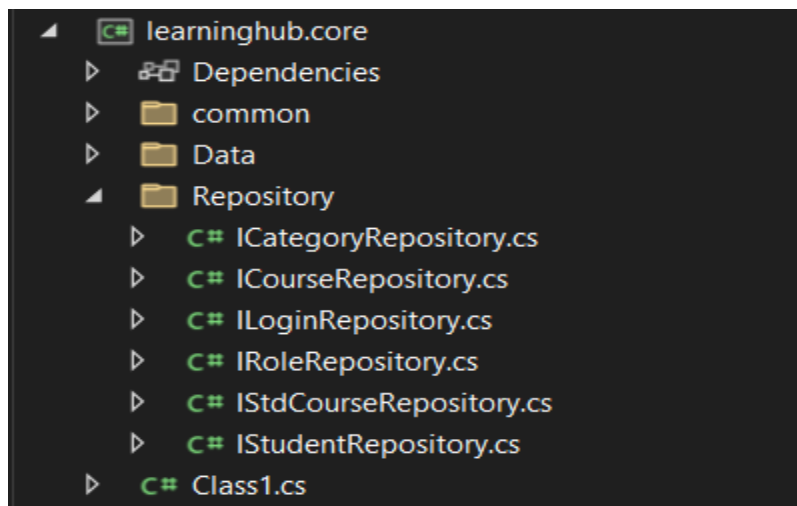 C# learninghub.core
Dependencies
common
Data
Repository
C# ICategoryRepository.cs
C# ICourseRepository.cs
C# ILoginRepository.cs
C# IRoleRepository.cs
C# IStdCourseRepository.cs
C# IStudentRepository.cs
C# Class1.cs